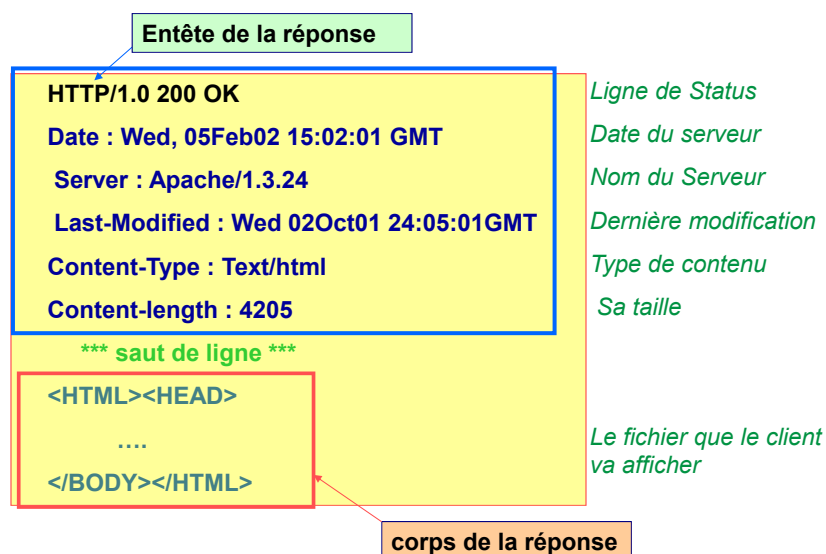 Entête de la réponse
HTTP/1.0 200 OK
Ligne de Status
Date : Wed, 05Feb02 15:02:01 GMT
Date du serveur
Server : Apache/1.3.24
Nom du Serveur
Last-Modified : Wed 02Oct01 24:05:01GMT
Dernière modification
Content-Type : Text/html
Type de contenu
Content-length : 4205
Sa taille
*** saut de ligne ***
<HTML><HEAD>
….
</BODY></HTML>
Le fichier que le client
va afficher
corps de la réponse